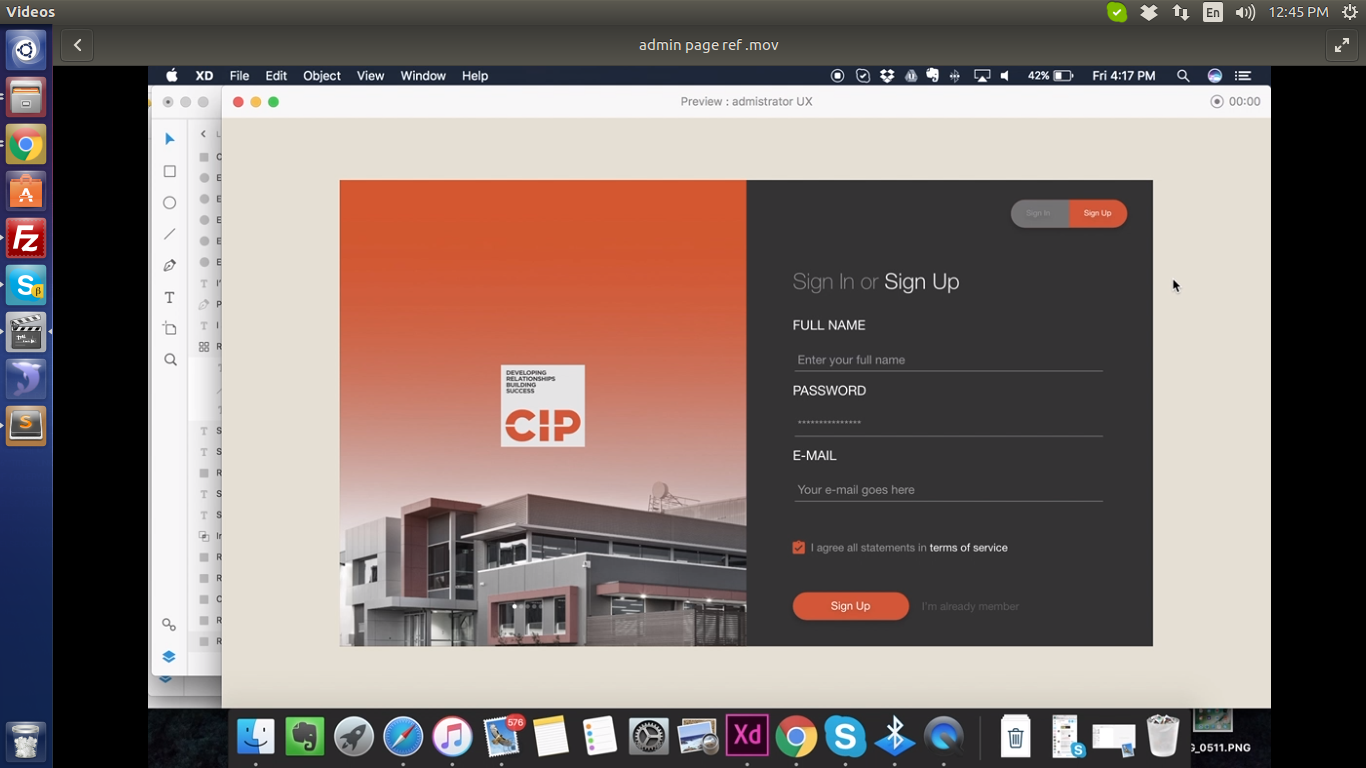 Videos
En
12:45 PM
admin page ref .mov
XD File Edit Object View Window Help
42% Fri 4:17 PM
Preview : admistrator UX
00:00
Sign In Sign Up
Sign In or Sign Up
FULL NAME
Enter your full name
PASSWORD
***************
E-MAIL
Your e-mail goes here
I agree all statements in terms of service
Sign Up
I'm already member
DEVELOPING
RELATIONSHIPS
BUILDING
SUCCESS
CIP
T
Fz
S
β
S
576
Xd
S
S
G_0511.PNG